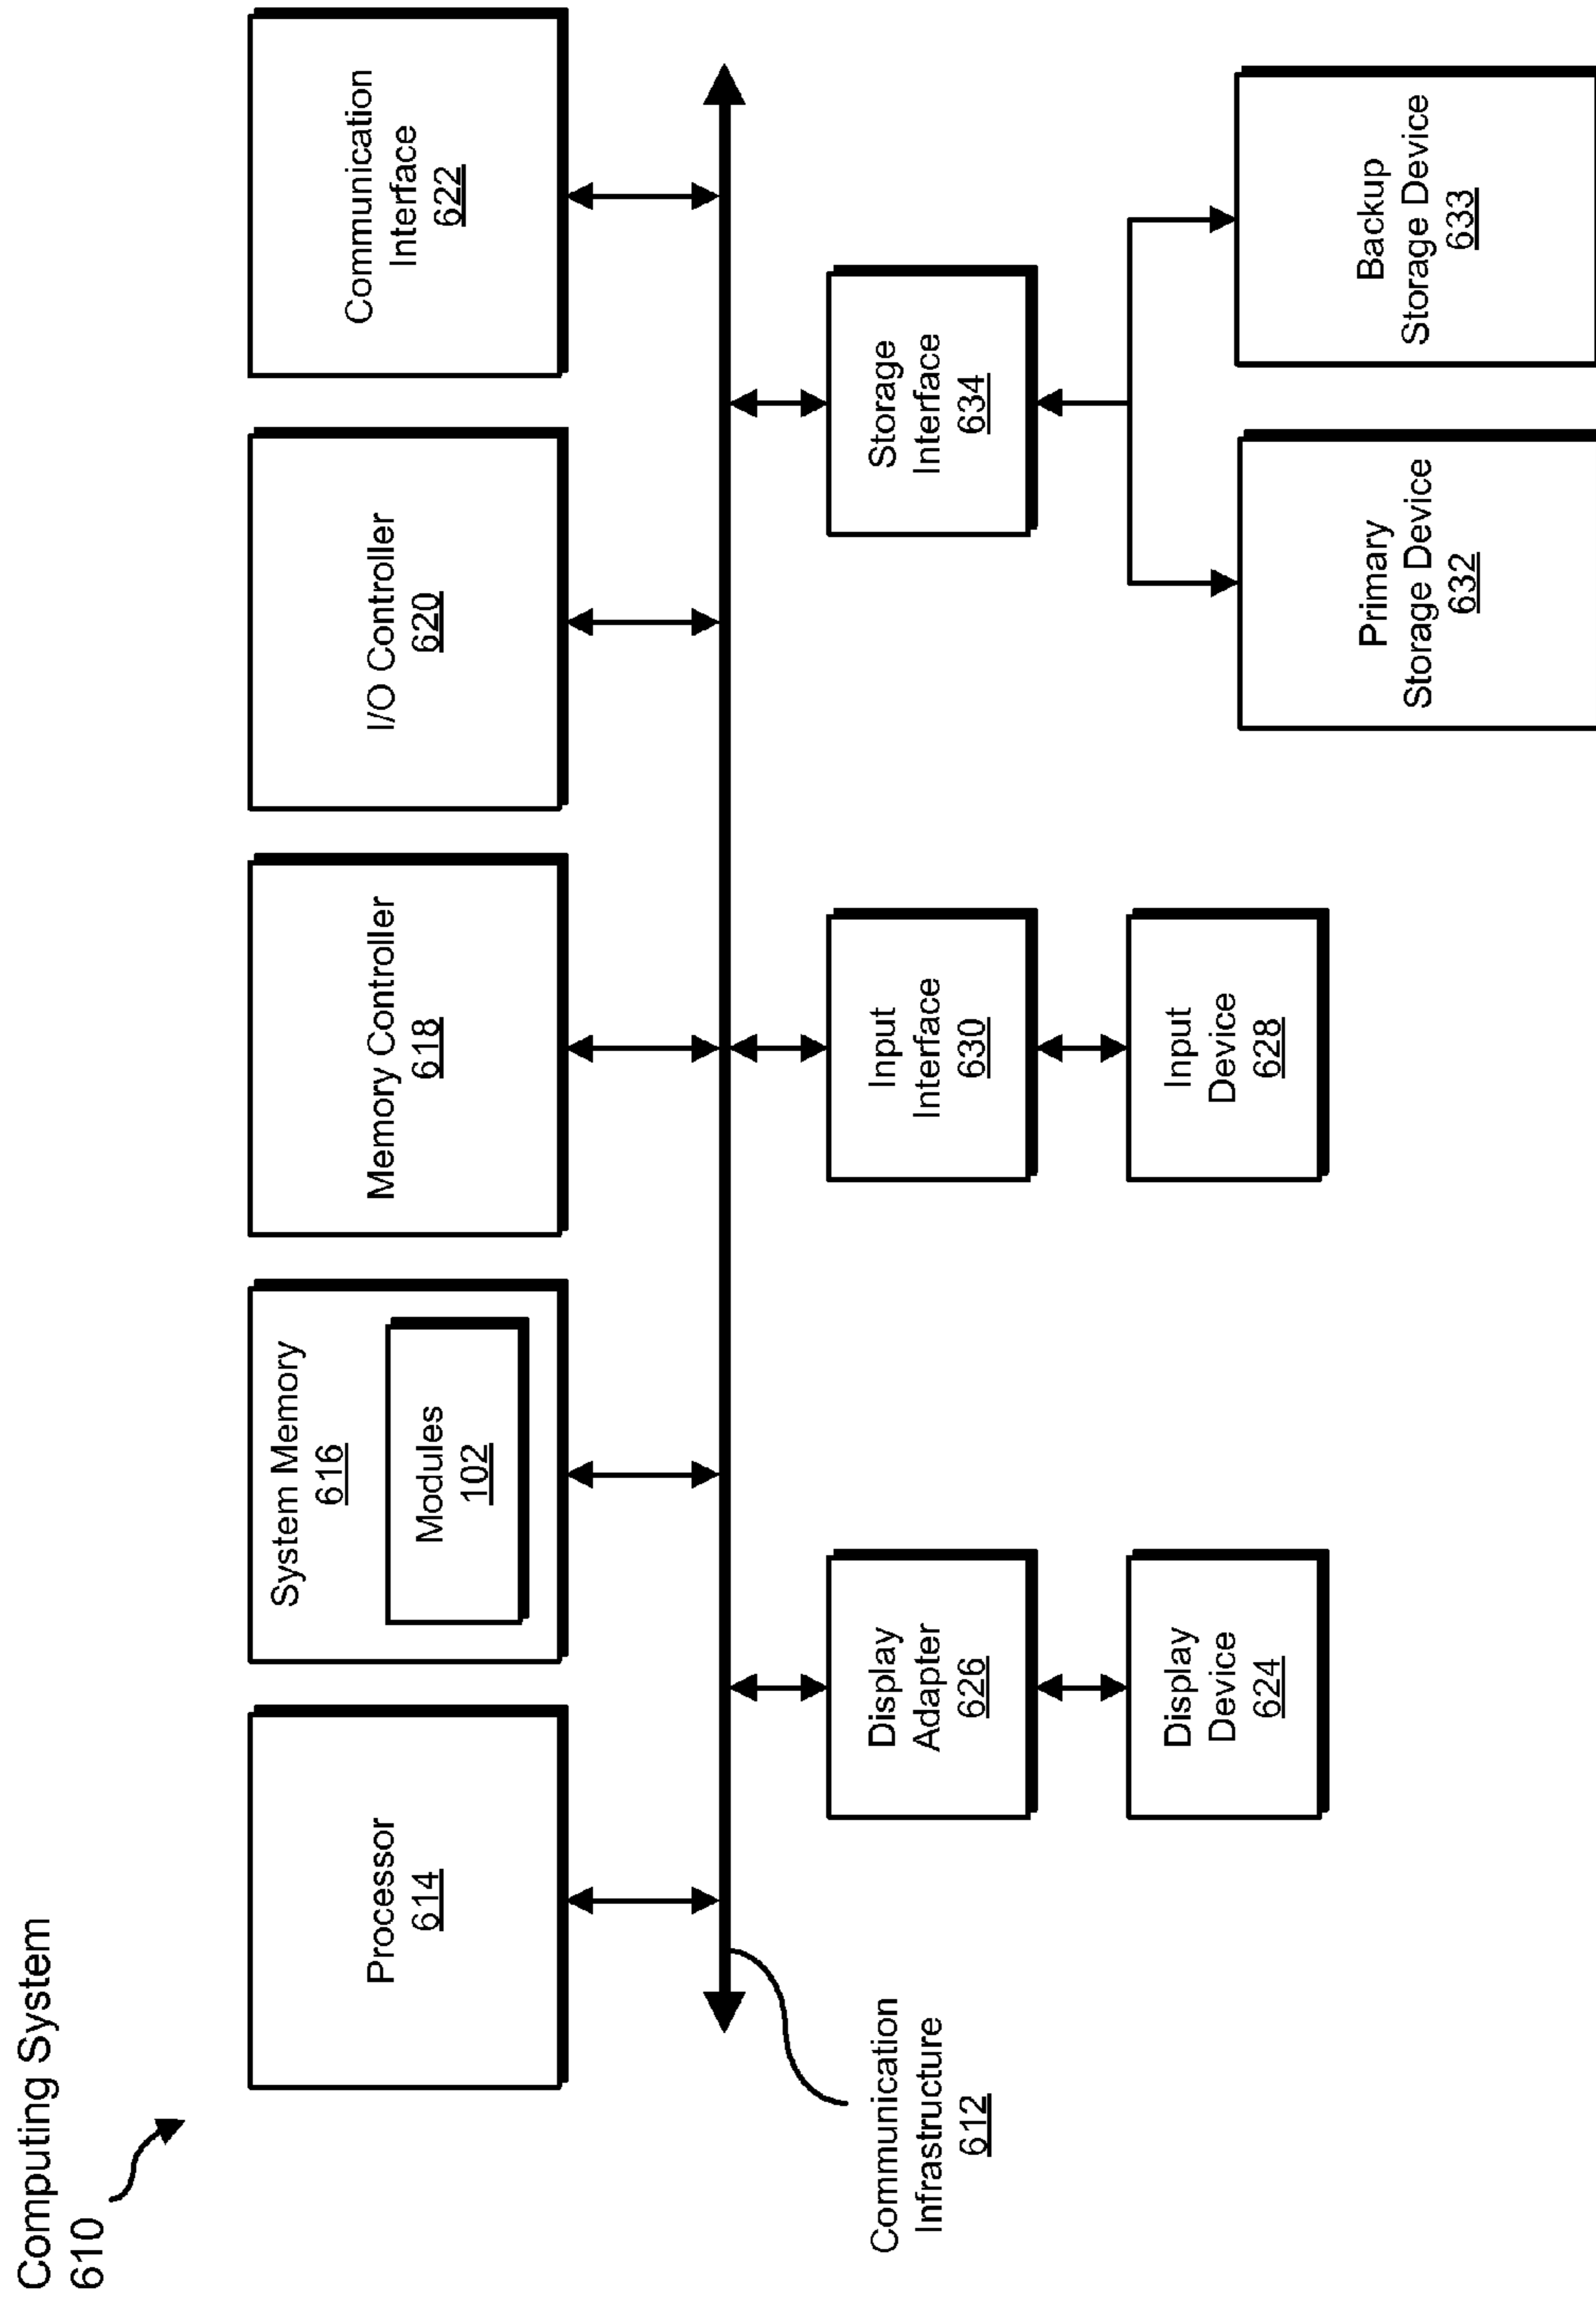 Computing System
610
Processor
614
System Memory
616
Modules
102
Memory Controller
618
I/O Controller
620
Communication
Interface
622
Communication
Infrastructure
612
Display
Adapter
626
Display
Device
624
Input
Interface
630
Input
Device
628
Storage
Interface
634
Primary
Storage Device
632
Backup
Storage Device
633